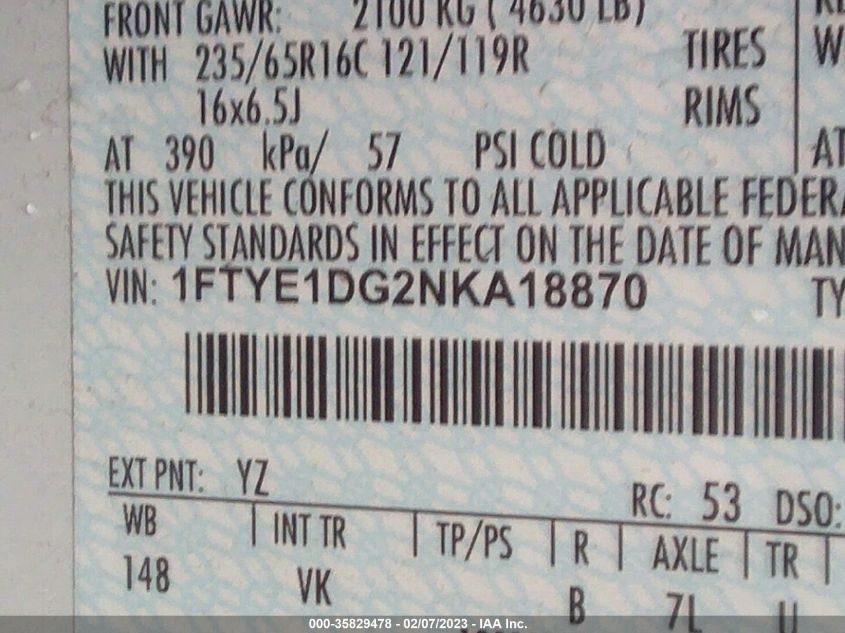 FRONT GAWR: 2100 KG ( 4630 LB)
WITH 235/65R16C 121/119R TIRES W
16x6.5J RIMS
AT 390 kPa/ 57 PSI COLD AT
THIS VEHICLE CONFORMS TO ALL APPLICABLE FEDERA
SAFETY STANDARDS IN EFFECT ON THE DATE OF MAN
VIN: 1FTYE1DG2NKA18870 TY
EXT PNT: YZ RC: 53 DSO:
WB | INT TR | TP/PS | R | AXLE | TR |
148 VK B 7L U
000-35829478 - 02/07/2023 - IAA Inc.